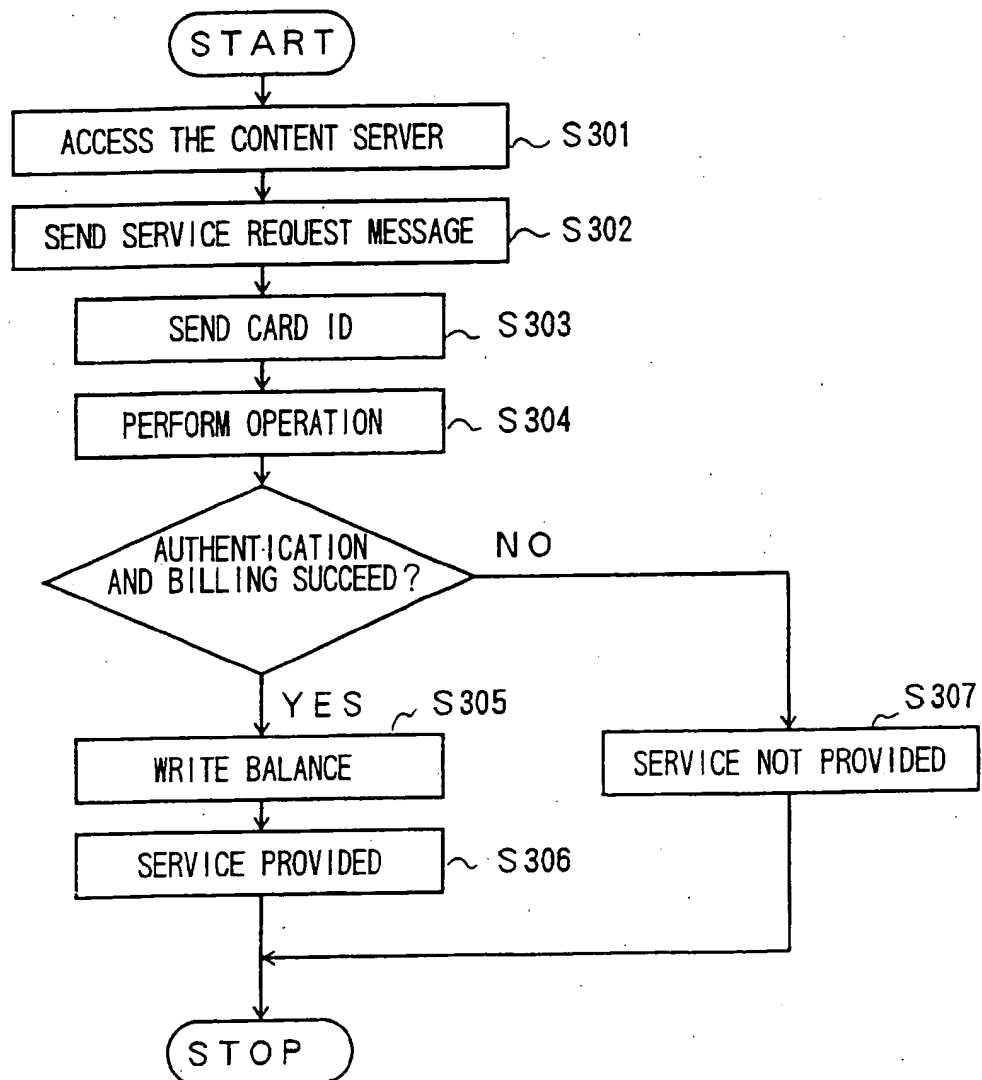 START
ACCESS THE CONTENT SERVER
S301
SEND SERVICE REQUEST MESSAGE
S302
SEND CARD ID
S303
PERFORM OPERATION
S304
AUTHENTICATION
AND BILLING SUCCEED?
NO
YES
S305
WRITE BALANCE
S307
SERVICE NOT PROVIDED
SERVICE PROVIDED
S306
STOP